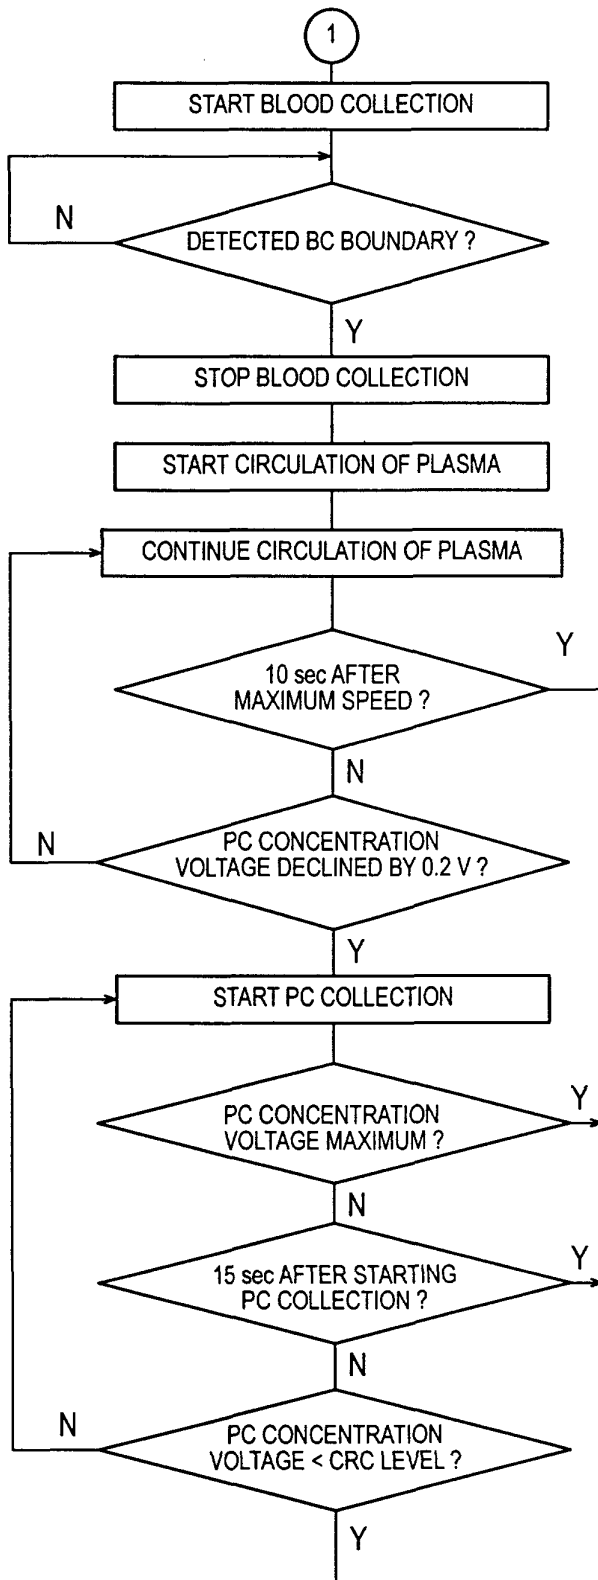 1
START BLOOD COLLECTION
N
DETECTED BC BOUNDARY ?
Y
STOP BLOOD COLLECTION
START CIRCULATION OF PLASMA
CONTINUE CIRCULATION OF PLASMA
Y
10 sec AFTER
MAXIMUM SPEED ?
N
N
PC CONCENTRATION
VOLTAGE DECLINED BY 0.2 V ?
Y
START PC COLLECTION
Y
PC CONCENTRATION
VOLTAGE MAXIMUM ?
N
Y
15 sec AFTER STARTING
PC COLLECTION ?
N
N
PC CONCENTRATION
VOLTAGE < CRC LEVEL ?
Y